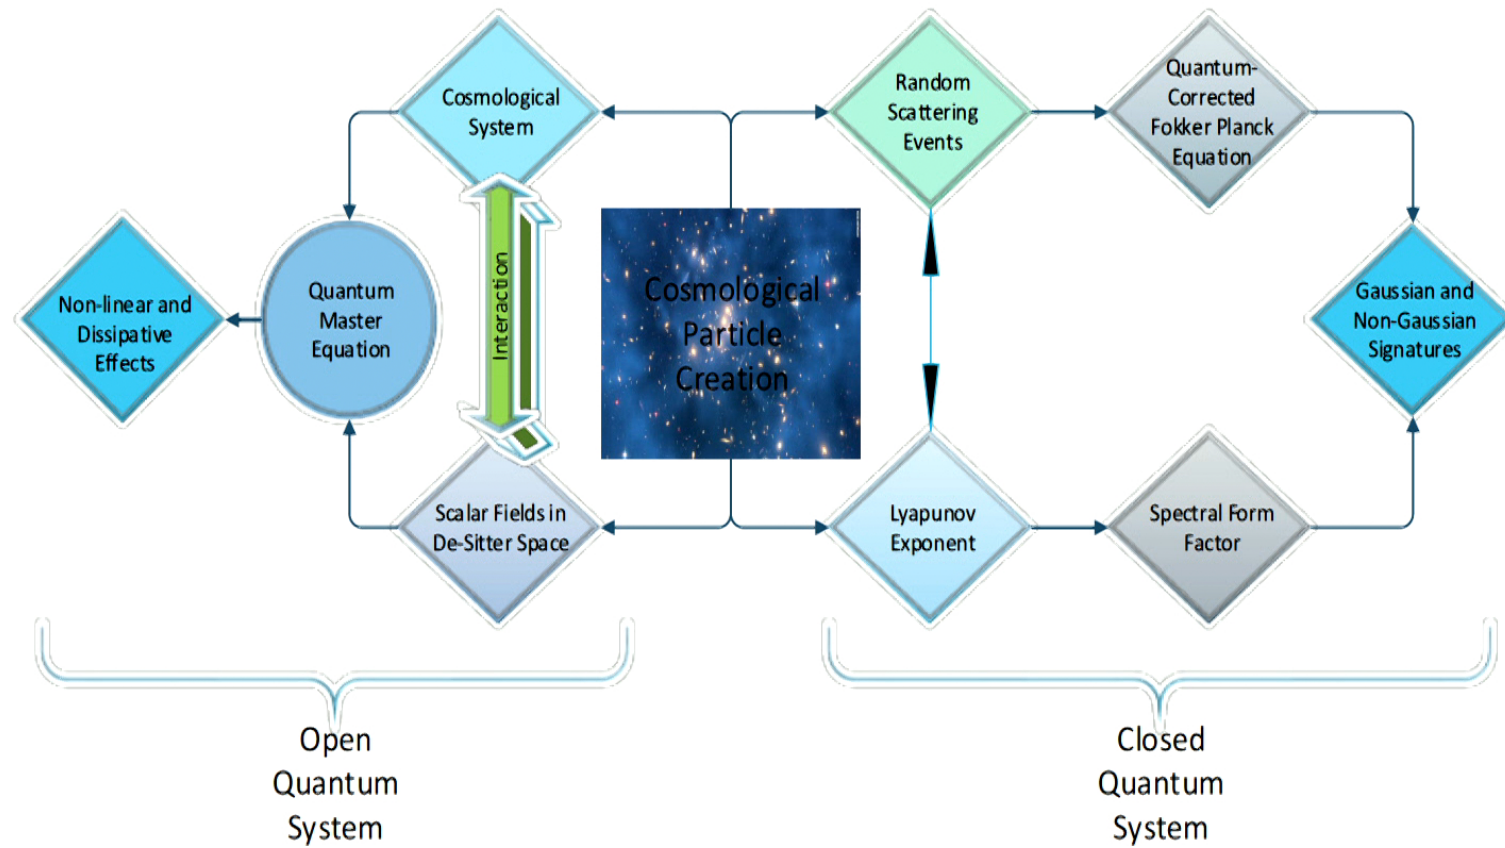 Cosmological
System
Random
Scattering
Events
Quantum-
Corrected
Fokker Planck
Equation
Non-linear and
Dissipative
Effects
Quantum
Master
Equation
Interaction
Cosmological
Particle
Creation
Gaussian and
Non-Gaussian
Signatures
Scalar Fields in
De-Sitter Space
Lyapunov
Exponent
Spectral Form
Factor
Open
Quantum
System
Closed
Quantum
System